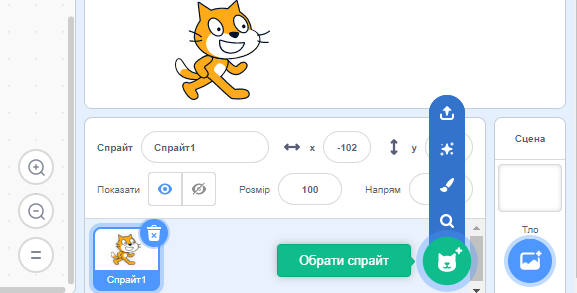 Спрайт Спрайт1 x -102 y
Сцена
Показати Розмір 100 Напрям
Тло
Обрати спрайт
Спрайт1